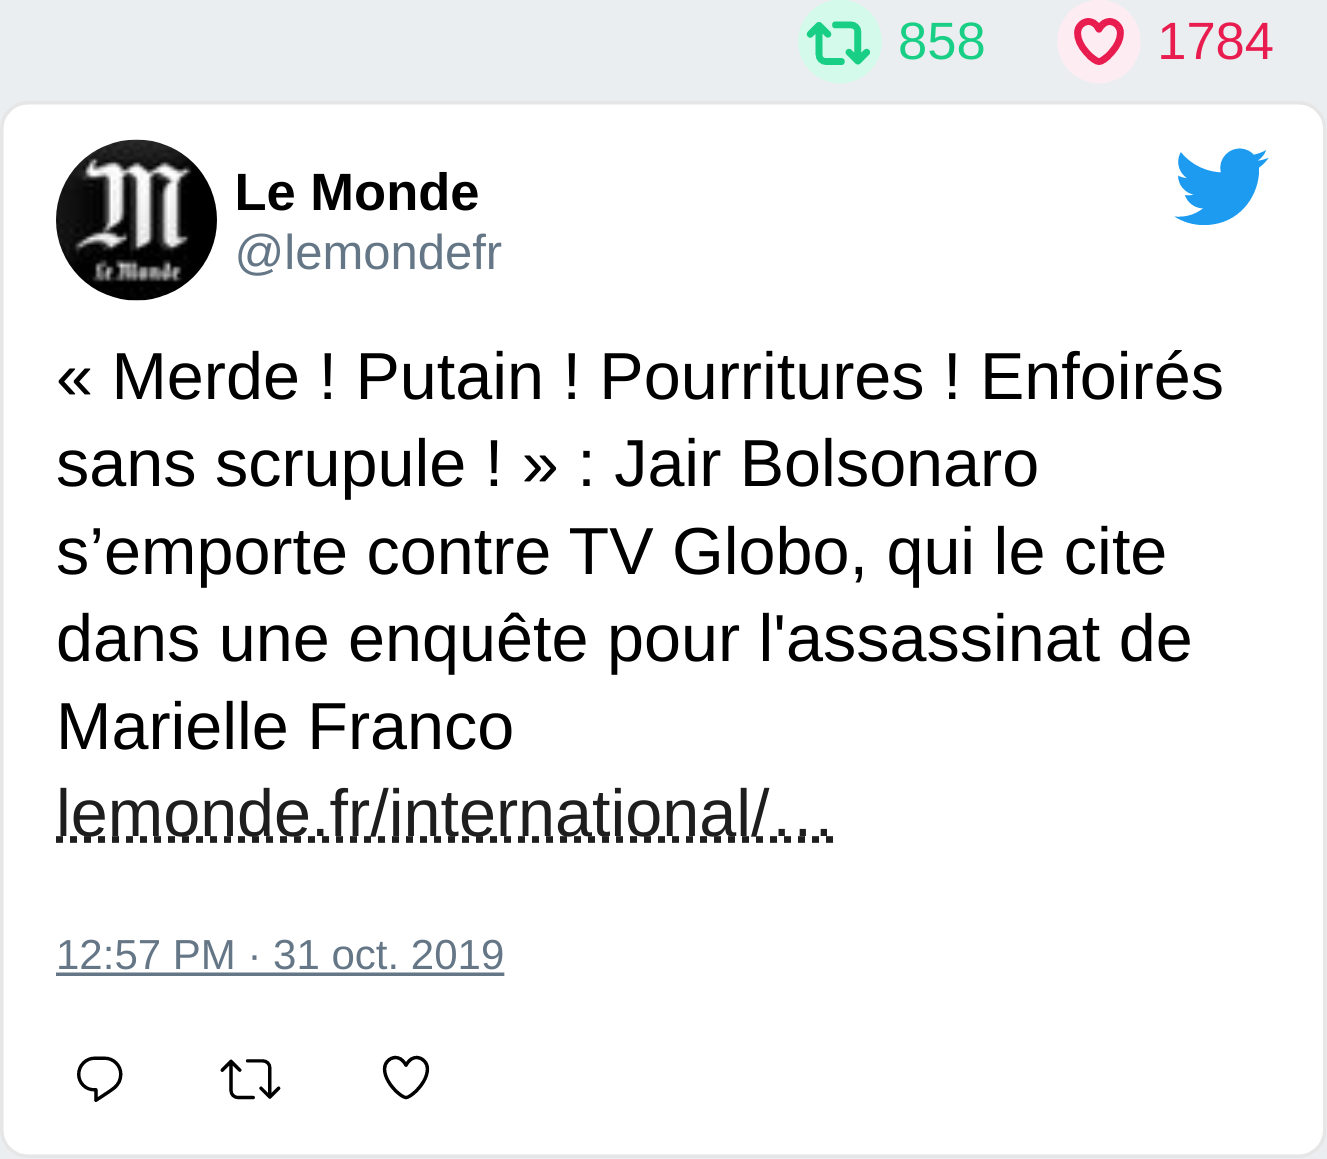 858 1784
Le Monde
Le Monde
@lemondefr
« Merde ! Putain ! Pourritures ! Enfoirés
sans scrupule ! » : Jair Bolsonaro
s’emporte contre TV Globo, qui le cite
dans une enquête pour l'assassinat de
Marielle Franco
lemonde.fr/international/…
12:57 PM · 31 oct. 2019